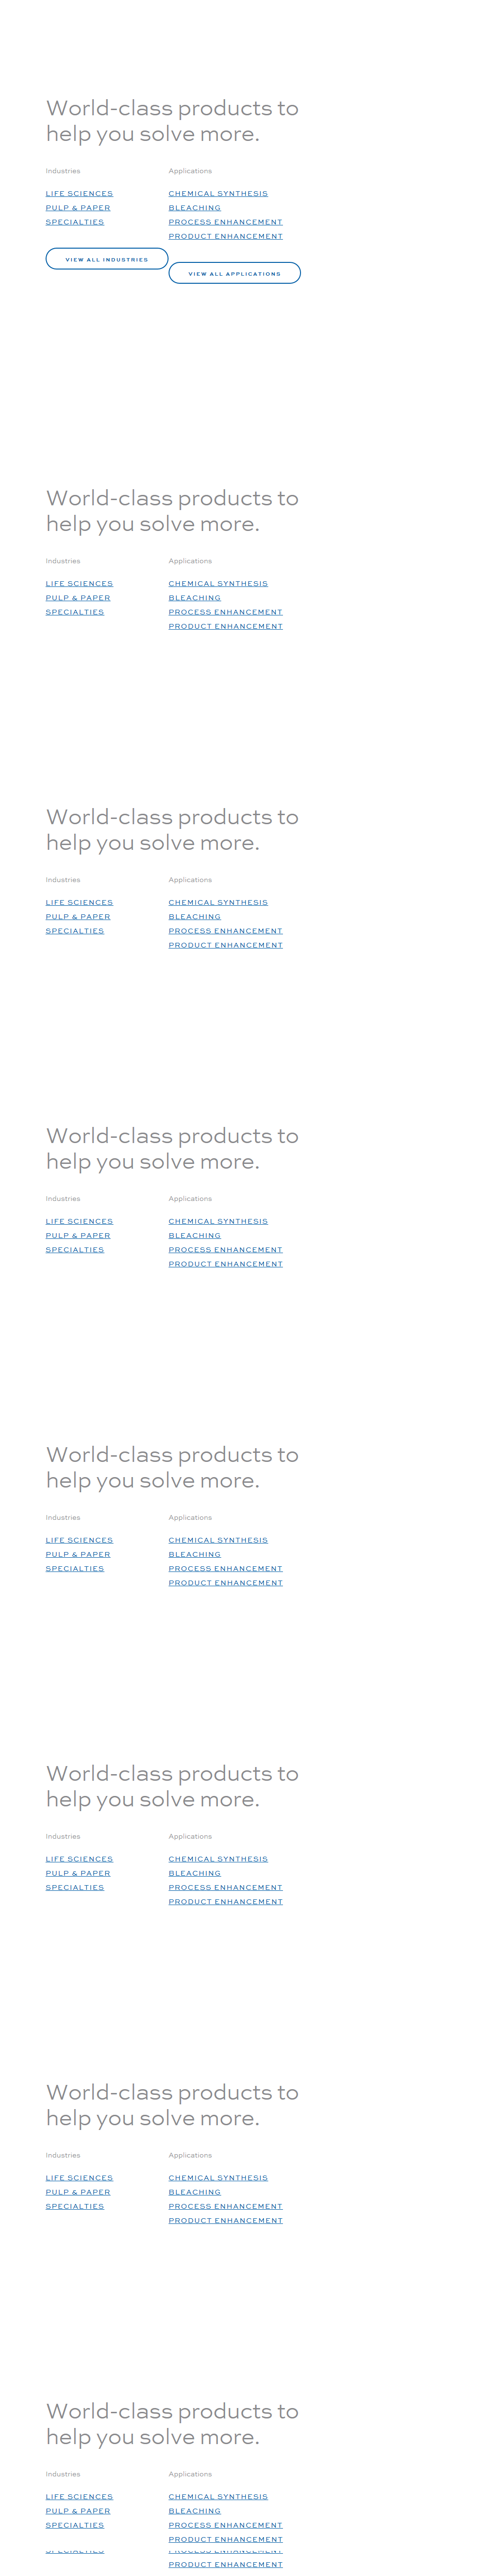 World-class products to
help you solve more.
Industries
Applications
LIFE SCIENCES
CHEMICAL SYNTHESIS
PULP & PAPER
BLEACHING
SPECIALTIES
PROCESS ENHANCEMENT
PRODUCT ENHANCEMENT
VIEW ALL INDUSTRIES
VIEW ALL APPLICATIONS
World-class products to
help you solve more.
Industries
Applications
LIFE SCIENCES
CHEMICAL SYNTHESIS
PULP & PAPER
BLEACHING
SPECIALTIES
PROCESS ENHANCEMENT
PRODUCT ENHANCEMENT
World-class products to
help you solve more.
Industries
Applications
LIFE SCIENCES
CHEMICAL SYNTHESIS
PULP & PAPER
BLEACHING
SPECIALTIES
PROCESS ENHANCEMENT
PRODUCT ENHANCEMENT
World-class products to
help you solve more.
Industries
Applications
LIFE SCIENCES
CHEMICAL SYNTHESIS
PULP & PAPER
BLEACHING
SPECIALTIES
PROCESS ENHANCEMENT
PRODUCT ENHANCEMENT
World-class products to
help you solve more.
Industries
Applications
LIFE SCIENCES
CHEMICAL SYNTHESIS
PULP & PAPER
BLEACHING
SPECIALTIES
PROCESS ENHANCEMENT
PRODUCT ENHANCEMENT
World-class products to
help you solve more.
Industries
Applications
LIFE SCIENCES
CHEMICAL SYNTHESIS
PULP & PAPER
BLEACHING
SPECIALTIES
PROCESS ENHANCEMENT
PRODUCT ENHANCEMENT
World-class products to
help you solve more.
Industries
Applications
LIFE SCIENCES
CHEMICAL SYNTHESIS
PULP & PAPER
BLEACHING
SPECIALTIES
PROCESS ENHANCEMENT
PRODUCT ENHANCEMENT
World-class products to
help you solve more.
Industries
Applications
LIFE SCIENCES
CHEMICAL SYNTHESIS
PULP & PAPER
BLEACHING
SPECIALTIES
PROCESS ENHANCEMENT
PRODUCT ENHANCEMENT
PRODUCT ENHANCEMENT